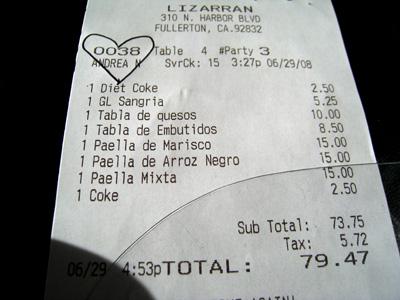 LIZARRAN
310 N. HARBOR BLVD
FULLERTON, CA.92832
0038 Table 4 #Party 3
ANDREA N SvrCk: 15 3:27p 06/29/08
1 Diet Coke 2.50
1 GL Sangria 5.25
1 Tabla de quesos 10.00
1 Tabla de Embutidos 8.50
1 Paella de Marisco 15.00
1 Paella de Arroz Negro 15.00
1 Paella Mixta 15.00
1 Coke 2.50
Sub Total: 73.75
Tax: 5.72
06/29 4:53pTOTAL: 79.47